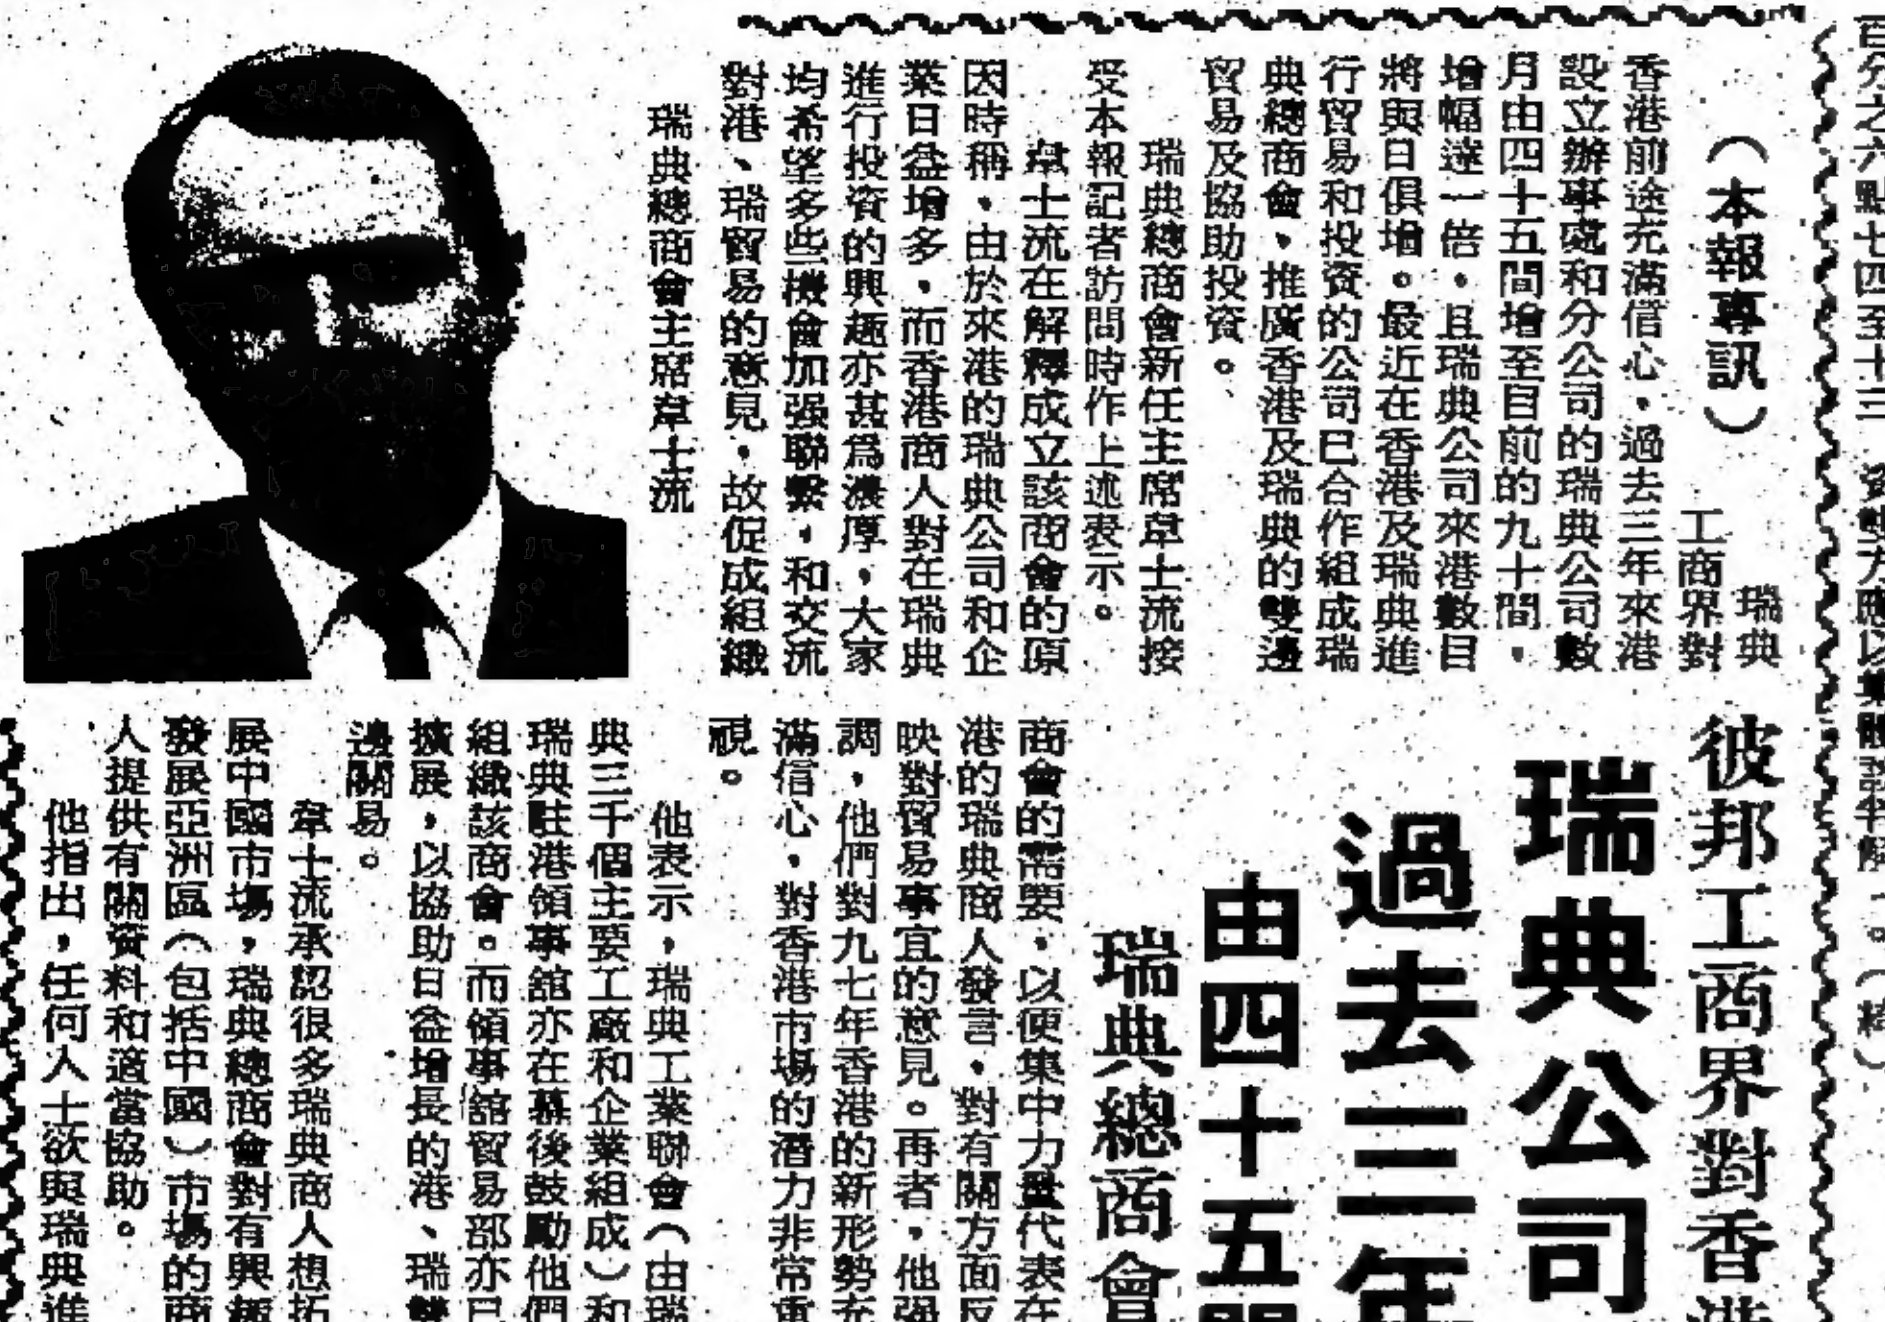 彼邦工商界對香港
瑞典公司
過去三年
由四十五間
瑞典總商會
（本報專訊）
瑞典
工商界對
香港前途充滿信心，過去三年來港
設立辦事處和分公司的瑞典公司數
月由四十五間增至目前的九十間，
增幅達一倍，且瑞典公司來港數目
將與日俱增。最近在香港及瑞典進
行貿易和投資的公司已合作組成瑞
典總商會，推廣香港及瑞典的雙邊
貿易及協助投資。
瑞典總商會新任主席韋士流接
受本報記者訪問時作上述表示。
韋士流在解釋成立該商會的原
因時稱，由於來港的瑞典公司和企
業日益增多，而香港商人對在瑞典
進行投資的興趣亦甚為濃厚，大家
均希望多些機會加强聯繫，和交流
對港、瑞貿易的意見，故促成組織
瑞典總商會主席韋士流
商會的需要，以便集中力量代表在
港的瑞典商人發言，對有關方面反
映對貿易事宜的意見。再者，他强
調，他們對九七年香港的新形勢充
滿信心，對香港市場的潛力非常重
視。
他表示，瑞典工業聯會（由瑞
典三千個主要工廠和企業組成）和
瑞典駐港領事館亦在幕後鼓勵他們
組織該商會。而領事館貿易部亦已
擴展，以協助日益增長的港、瑞雙
邊關易。
韋士流承認很多瑞典商人想拓
展中國市場，瑞典總商會對有興趣
發展亞洲區（包括中國）市場的商
人提供有關資料和適當協助。
他指出，任何人士欲與瑞典進
百分之六點七四至十三